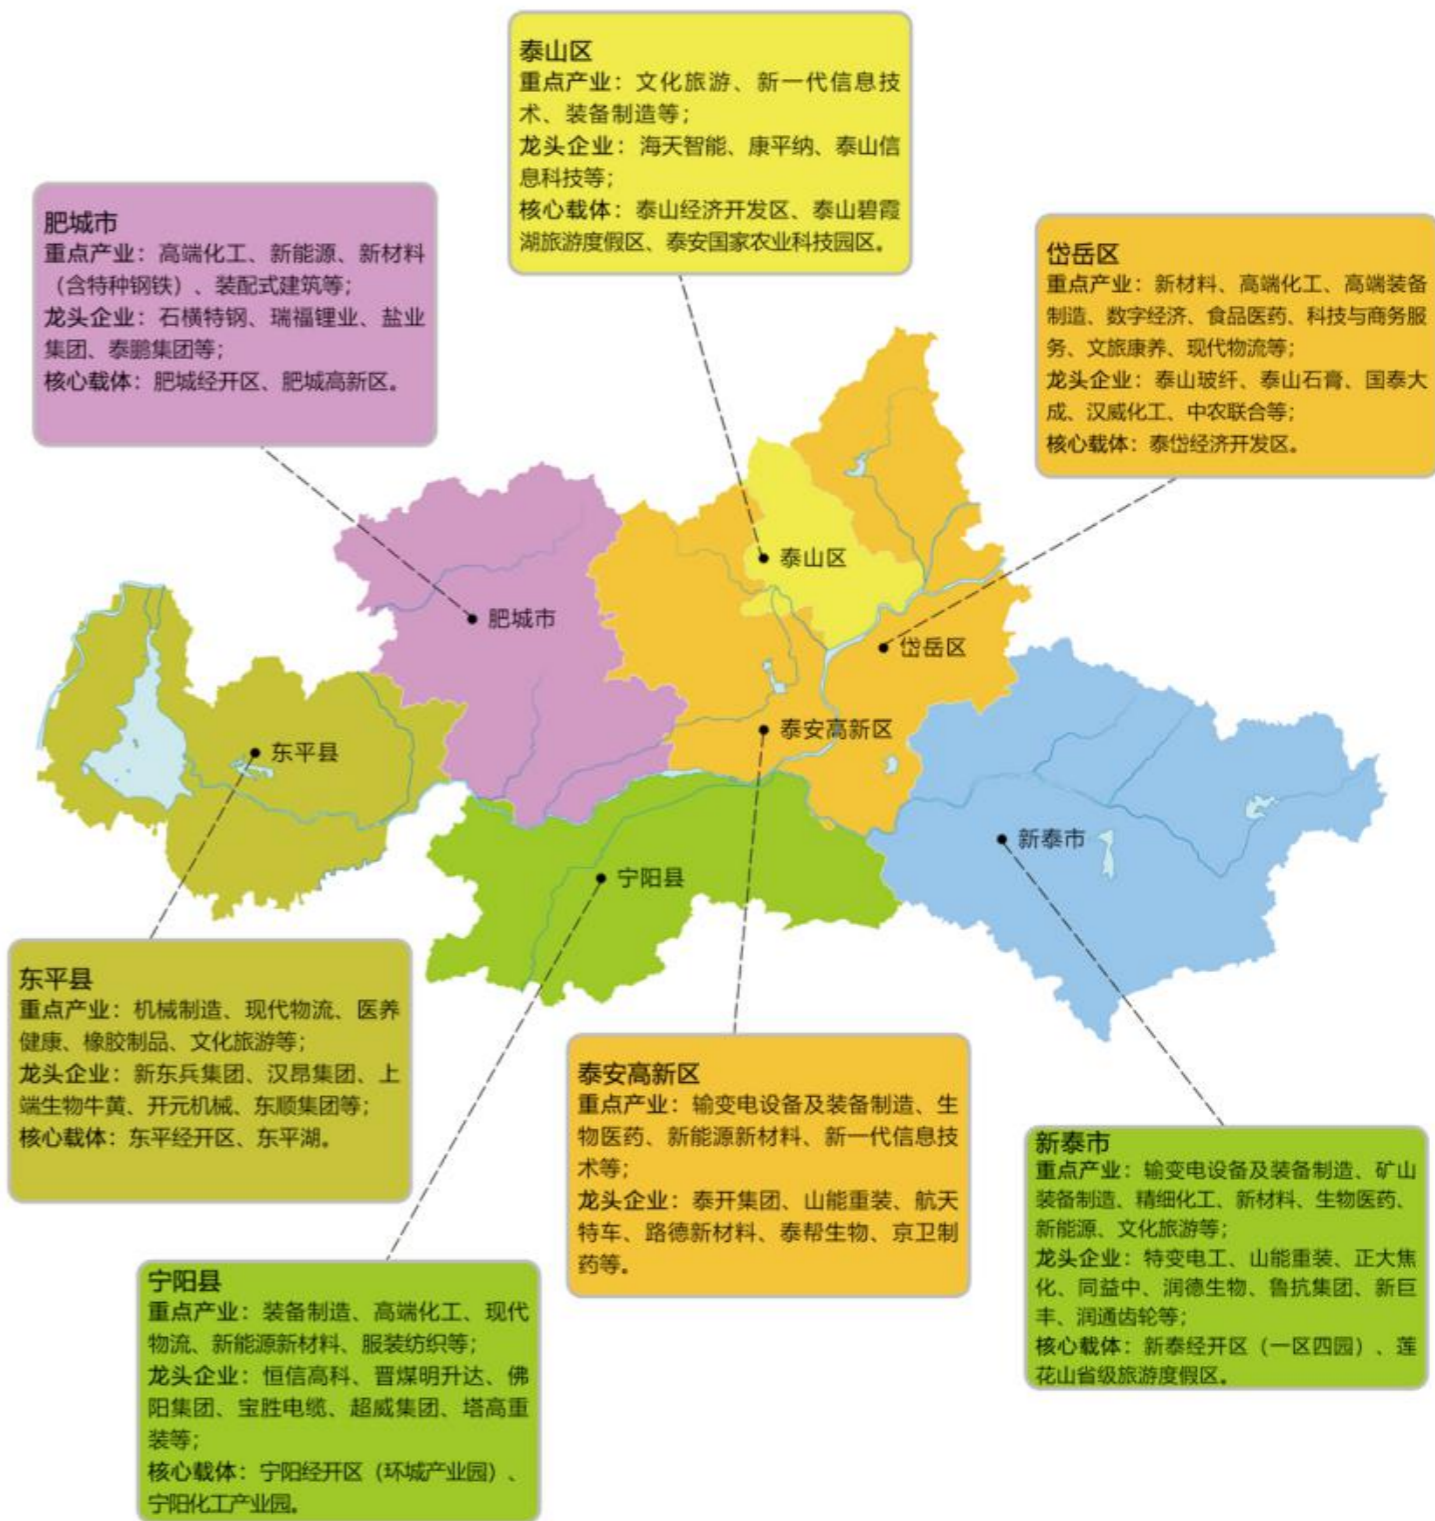 泰山区
重点产业：文化旅游、新一代信息技
术、装备制造等；
龙头企业：海天智能、康平纳、泰山信
息科技等；
核心载体：泰山经济开发区、泰山碧霞
湖旅游度假区、泰安国家农业科技园区。
肥城市
重点产业：高端化工、新能源、新材料
（含特种钢铁）、装配式建筑等；
龙头企业：石横特钢、瑞福锂业、盐业
集团、泰鹏集团等；
核心载体：肥城经开区、肥城高新区。
岱岳区
重点产业：新材料、高端化工、高端装备
制造、数字经济、食品医药、科技与商务服
务、文旅康养、现代物流等；
龙头企业：泰山玻纤、泰山石膏、国泰大
成、汉威化工、中农联合等；
核心载体：泰岱经济开发区。
泰山区
肥城市
岱岳区
泰安高新区
东平县
新泰市
宁阳县
东平县
重点产业：机械制造、现代物流、医养
健康、橡胶制品、文化旅游等；
龙头企业：新东兵集团、汉昂集团、上
端生物牛黄、开元机械、东顺集团等；
核心载体：东平经开区、东平湖。
泰安高新区
重点产业：输变电设备及装备制造、生
物医药、新能源新材料、新一代信息技
术等；
龙头企业：泰开集团、山能重装、航天
特车、路德新材料、泰帮生物、京卫制
药等。
新泰市
重点产业：输变电设备及装备制造、矿山
装备制造、精细化工、新材料、生物医药、
新能源、文化旅游等；
龙头企业：特变电工、山能重装、正大焦
化、同益中、润德生物、鲁抗集团、新巨
丰、润通齿轮等；
核心载体：新泰经开区（一区四园）、莲
花山省级旅游度假区。
宁阳县
重点产业：装备制造、高端化工、现代
物流、新能源新材料、服装纺织等；
龙头企业：恒信高科、晋煤明升达、佛
阳集团、宝胜电缆、超威集团、塔高重
装等；
核心载体：宁阳经开区（环城产业园）、
宁阳化工产业园。